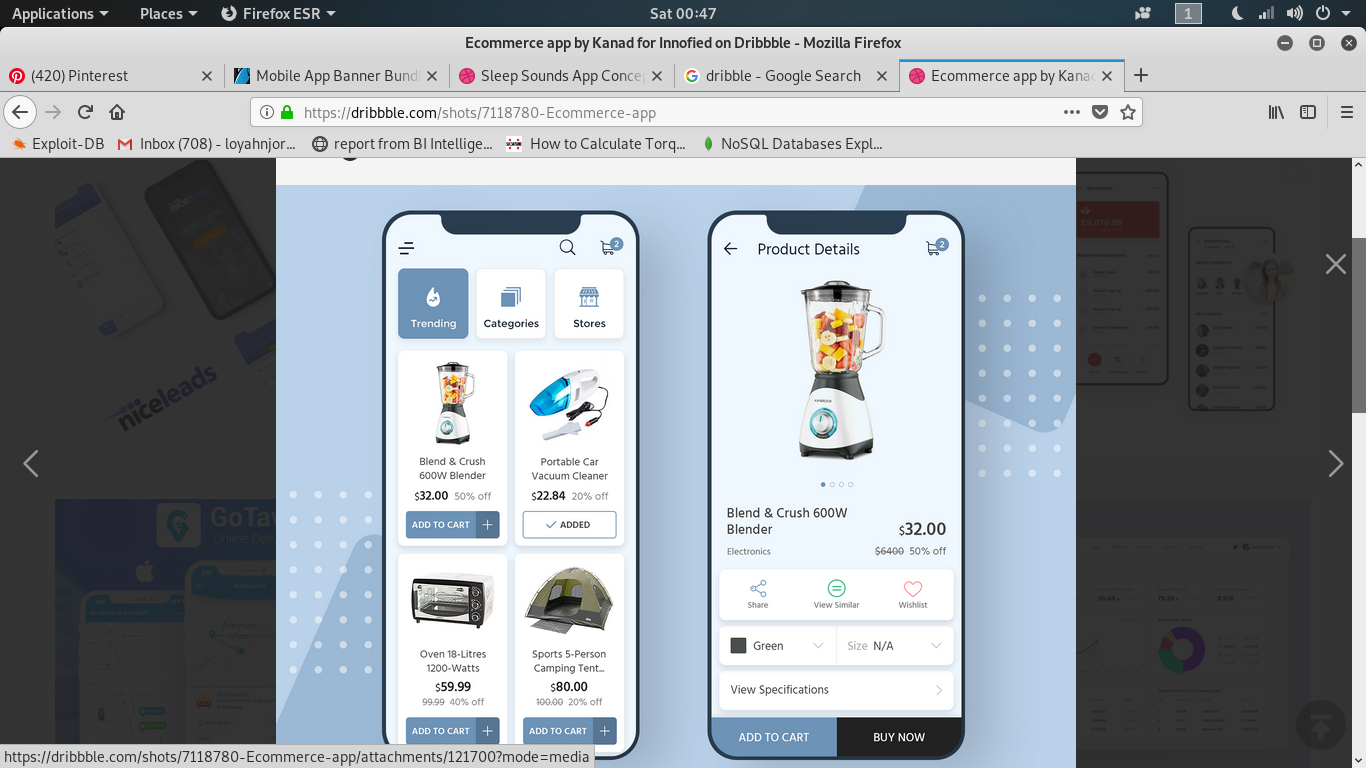 Applications Places Firefox ESR Sat 00:47 1
Ecommerce app by Kanad for Innofied on Dribbble - Mozilla Firefox
(420) Pinterest Mobile App Banner Bund Sleep Sounds App Conce dribble - Google Search Ecommerce app by Kana
https://dribbble.com/shots/7118780-Ecommerce-app
Exploit-DB Inbox (708) - loyahnjor... report from BI Intellige... How to Calculate Torq... NoSQL Databases Expl...
niceleads
GoTaw
Online Deliv
Amman
£9,070.00
2
Trending Categories Stores
Blend & Crush
600W Blender
$32.00 50% off
ADD TO CART +
Portable Car
Vacuum Cleaner
$22.84 20% off
ADDED
Oven 18-Litres
1200-Watts
$59.99
99.99 40% off
ADD TO CART +
Sports 5-Person
Camping Tent...
$80.00
100.00 20% off
ADD TO CART +
Product Details 2
Blend & Crush 600W
Blender $32.00
Electronics $6400 50% off
Share View Similar Wishlist
Green Size N/A
View Specifications
ADD TO CART BUY NOW
https://dribbble.com/shots/7118780-Ecommerce-app/attachments/121700?mode=media